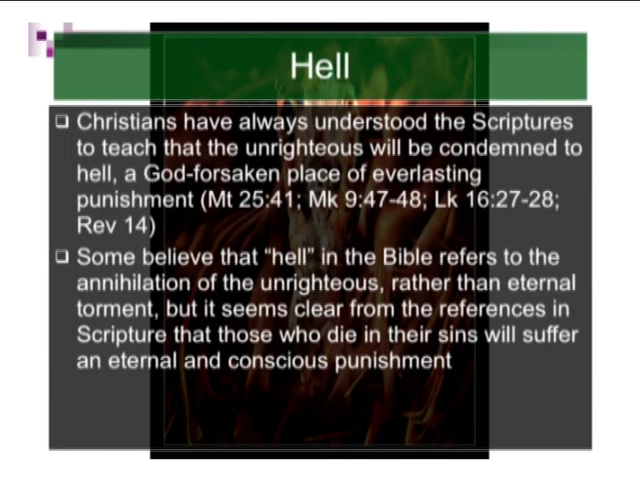 Hell
Christians have always understood the Scriptures
to teach that the unrighteous will be condemned to
hell, a God-forsaken place of everlasting
punishment (Mt 25:41; Mk 9:47-48; Lk 16:27-28;
Rev 14)
Some believe that “hell” in the Bible refers to the
annihilation of the unrighteous, rather than eternal
torment, but it seems clear from the references in
Scripture that those who die in their sins will suffer
an eternal and conscious punishment